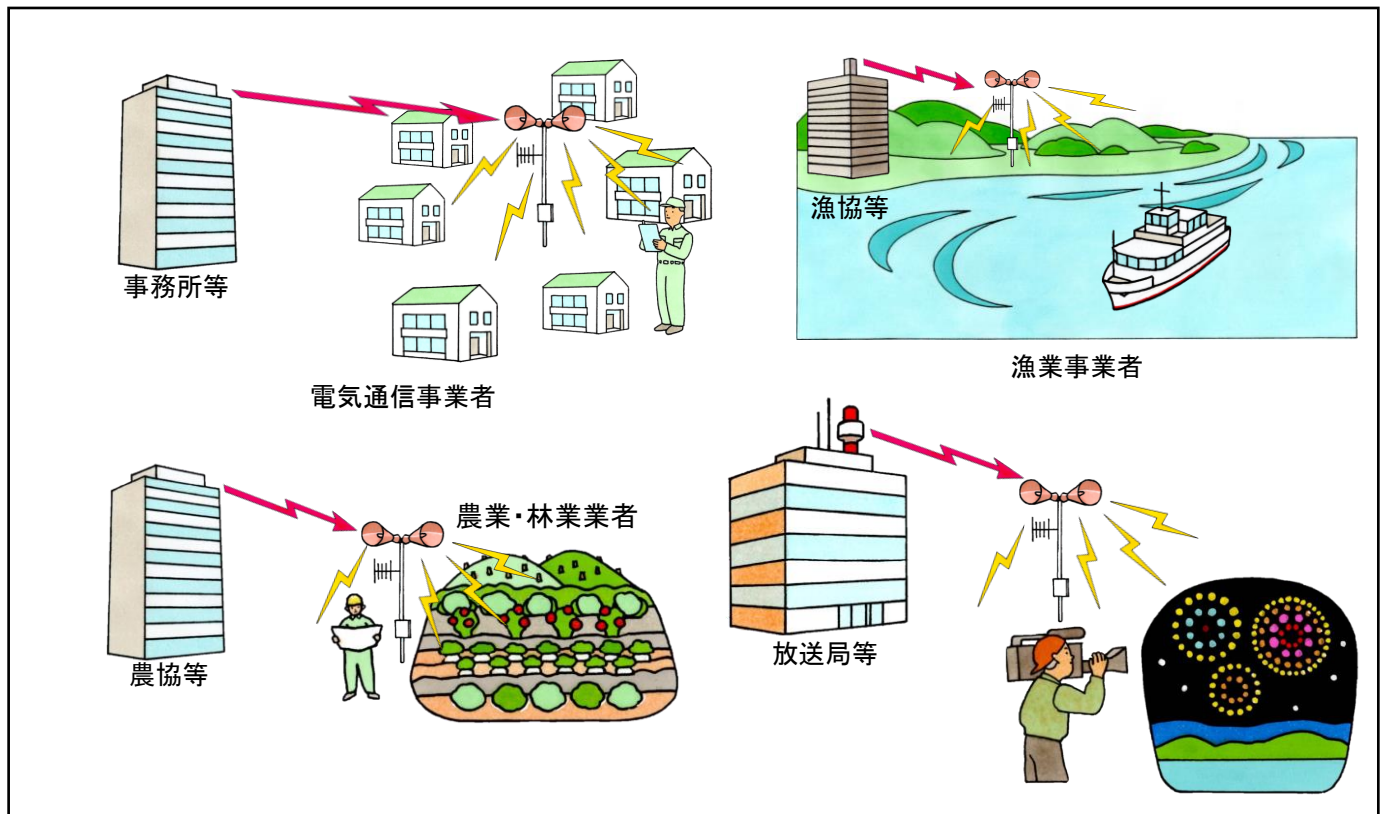 事務所等
電気通信事業者
漁協等
漁業事業者
農協等
農業・林業業者
放送局等